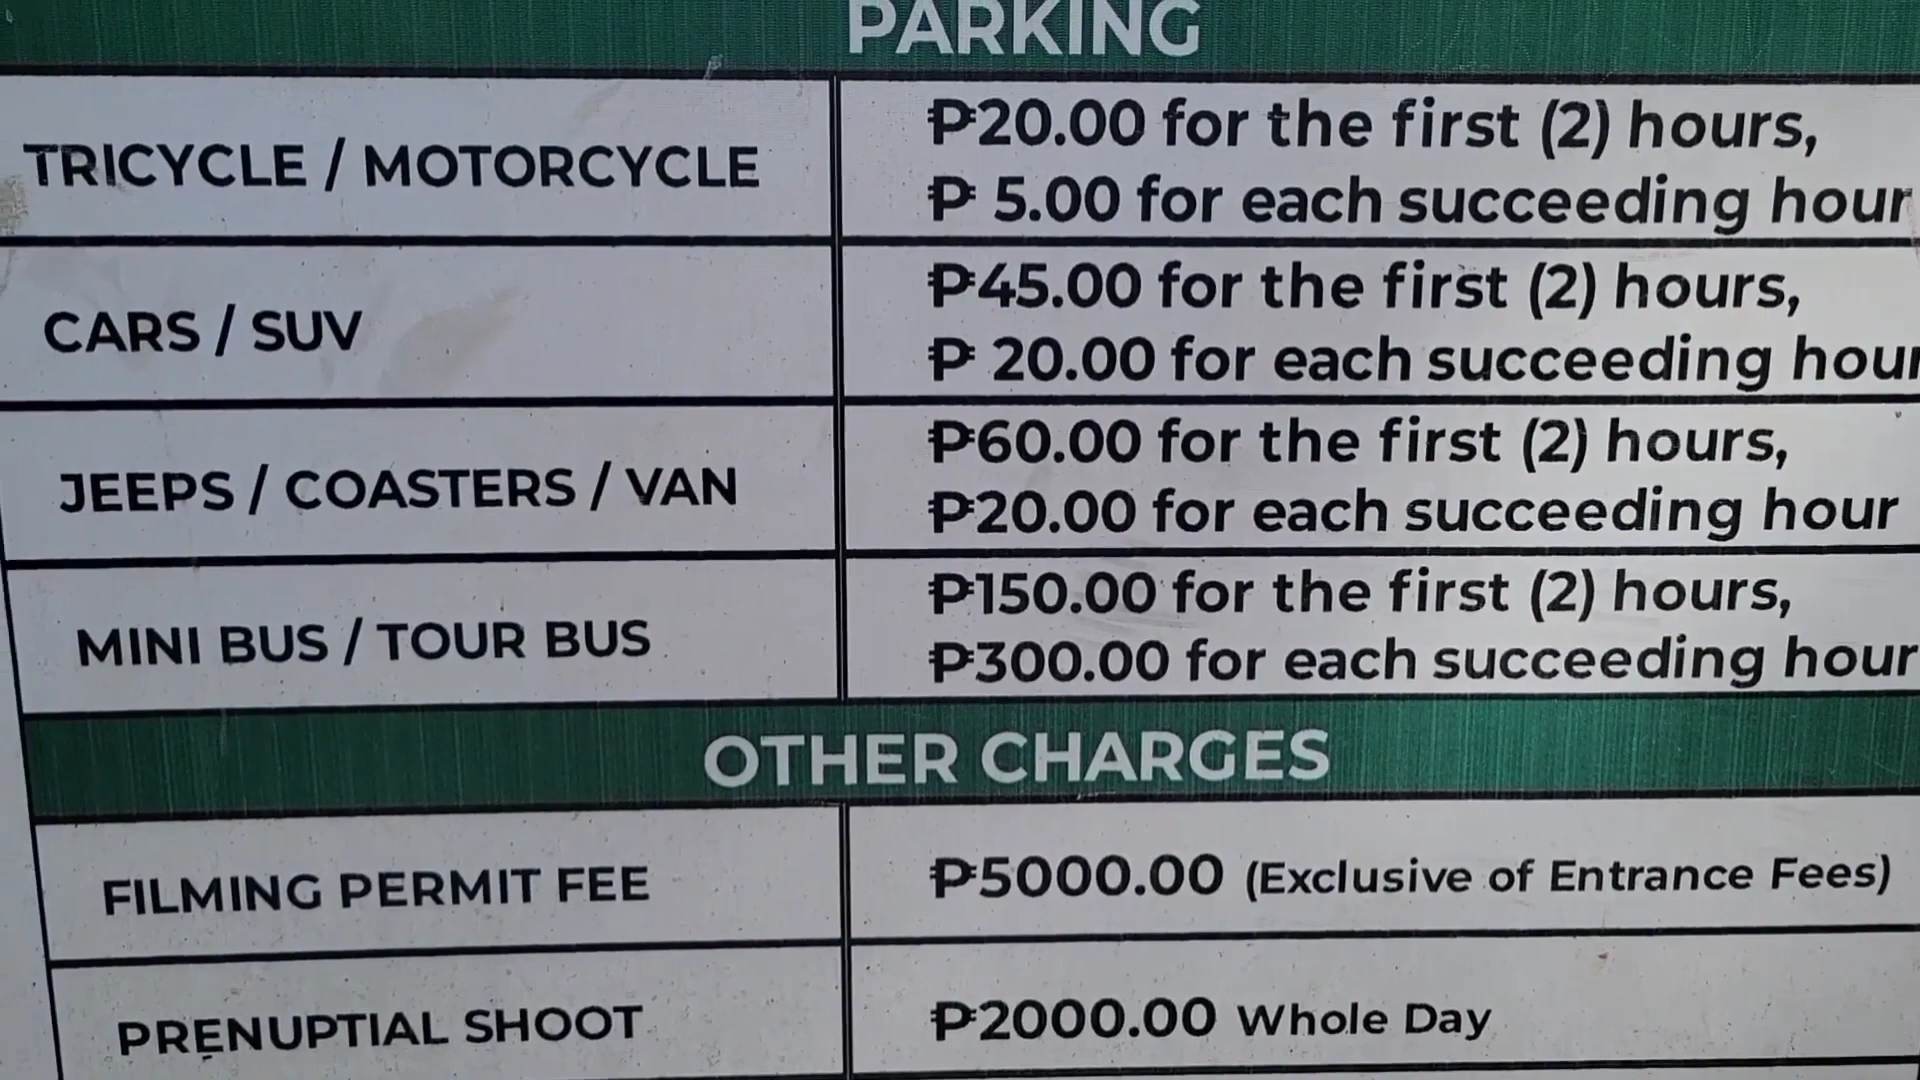 PARKING
TRICYCLE / MOTORCYCLE
₱20.00 for the first (2) hours,
₱ 5.00 for each succeeding hour
CARS / SUV
₱45.00 for the first (2) hours,
₱ 20.00 for each succeeding hour
JEEPS / COASTERS / VAN
₱60.00 for the first (2) hours,
₱20.00 for each succeeding hour
MINI BUS / TOUR BUS
₱150.00 for the first (2) hours,
₱300.00 for each succeeding hour
OTHER CHARGES
FILMING PERMIT FEE
₱5000.00 (Exclusive of Entrance Fees)
PRENUPTIAL SHOOT
₱2000.00 Whole Day